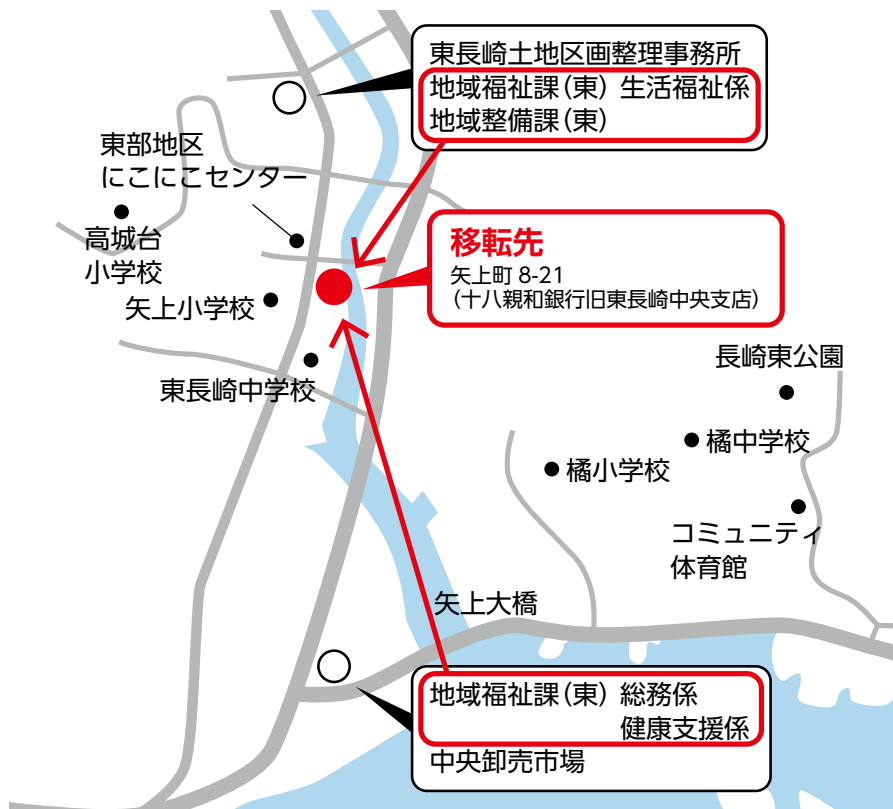 東長崎土地区画整理事務所
地域福祉課（東） 生活福祉係
地域整備課（東）
東部地区
にこにこセンター
高城台
小学校
移転先
矢上町 8-21
（十八親和銀行旧東長崎中央支店）
矢上小学校
東長崎中学校
長崎東公園
橘中学校
橘小学校
コミュニティ
体育館
矢上大橋
地域福祉課（東） 総務係
健康支援係
中央卸売市場